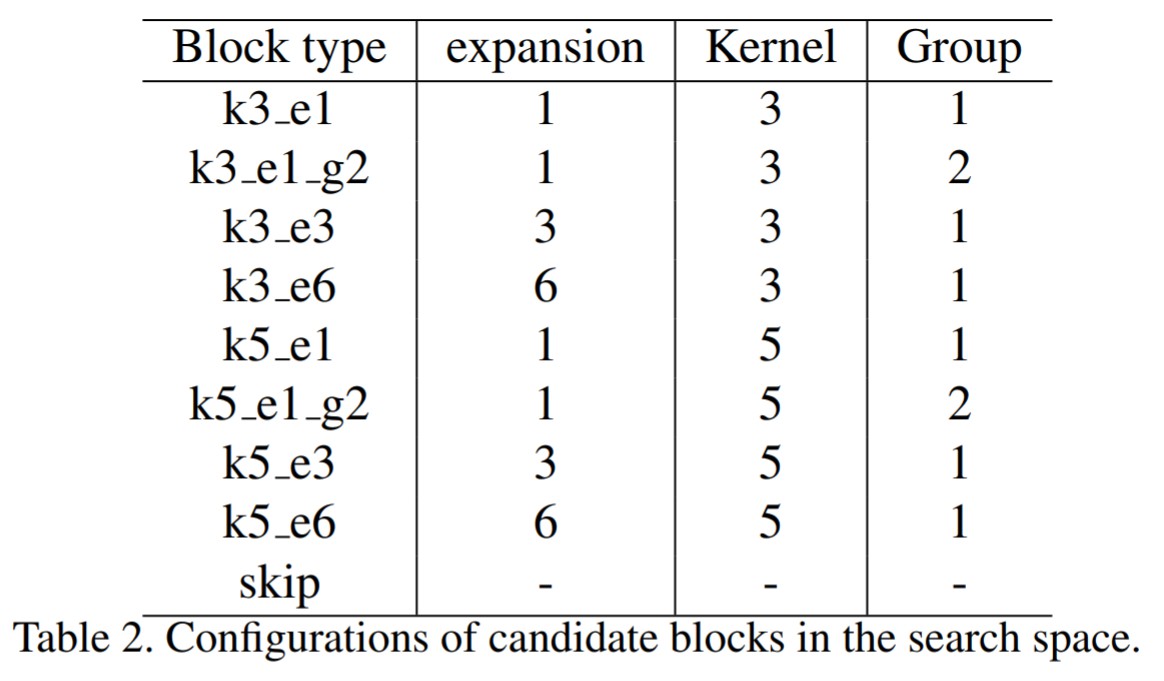 Block type expansion Kernel Group
k3_e1 1 3 1
k3_e1_g2 1 3 2
k3_e3 3 3 1
k3_e6 6 3 1
k5_e1 1 5 1
k5_e1_g2 1 5 2
k5_e3 3 5 1
k5_e6 6 5 1
skip - - -
Table 2. Configurations of candidate blocks in the search space.